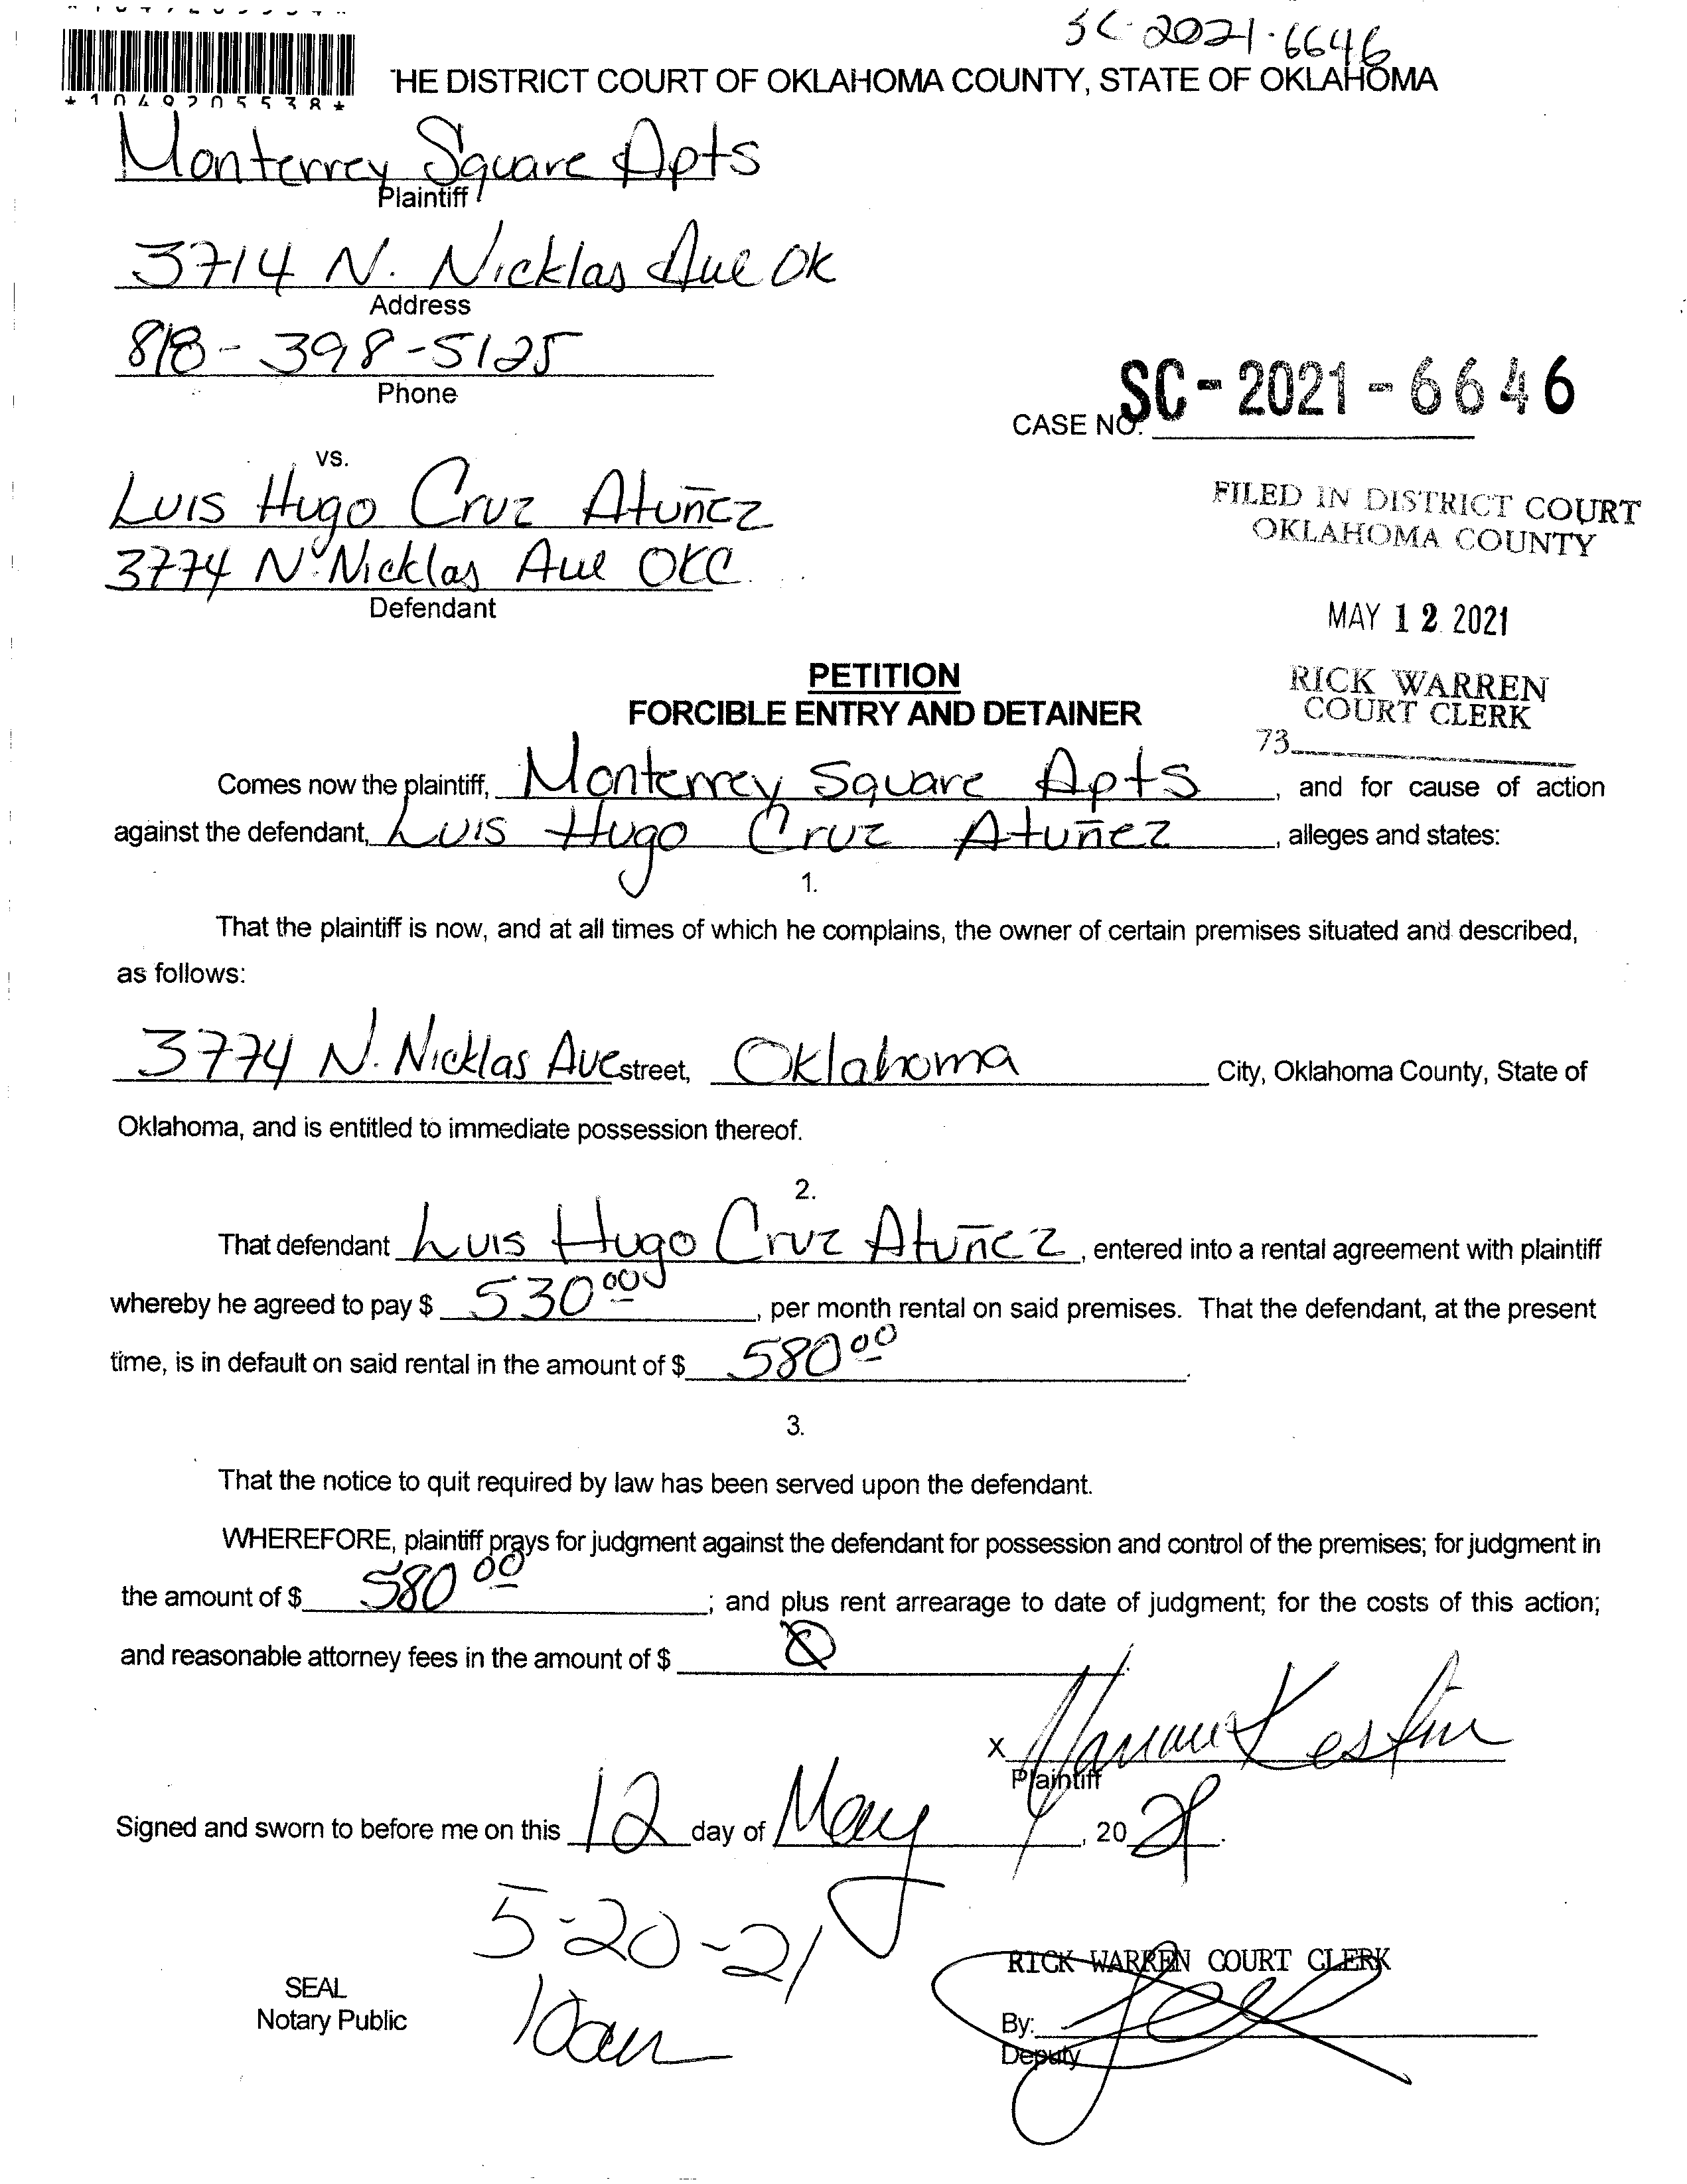 SC-2021-6646
*1049205538*
THE DISTRICT COURT OF OKLAHOMA COUNTY, STATE OF OKLAHOMA
Monterrey Square Apts
Plaintiff
3714 N. Nicklas Ave OK
Address
818-398-5125
Phone
CASE NO. SC-2021-6646
vs.
Luis Hugo Cruz Atuñez
3774 N. Nicklas Ave OKC
Defendant
FILED IN DISTRICT COURT
OKLAHOMA COUNTY
MAY 12 2021
RICK WARREN
COURT CLERK
73
PETITION
FORCIBLE ENTRY AND DETAINER
Comes now the plaintiff, Monterrey Square Apts, and for cause of action
against the defendant, Luis Hugo Cruz Atuñez, alleges and states:
1.
That the plaintiff is now, and at all times of which he complains, the owner of certain premises situated and described,
as follows:
3774 N. Nicklas Ave street, Oklahoma City, Oklahoma County, State of
Oklahoma, and is entitled to immediate possession thereof.
2.
That defendant Luis Hugo Cruz Atuñez, entered into a rental agreement with plaintiff
whereby he agreed to pay $ 530 00, per month rental on said premises. That the defendant, at the present
time, is in default on said rental in the amount of $ 580 00.
3.
That the notice to quit required by law has been served upon the defendant.
WHEREFORE, plaintiff prays for judgment against the defendant for possession and control of the premises; for judgment in
the amount of $ 580 00; and plus rent arrearage to date of judgment; for the costs of this action;
and reasonable attorney fees in the amount of $
X
Plaintiff
Signed and sworn to before me on this 12 day of May, 2021.
5-20-21
10am
SEAL
Notary Public
RICK WARREN COURT CLERK
By:
Deputy